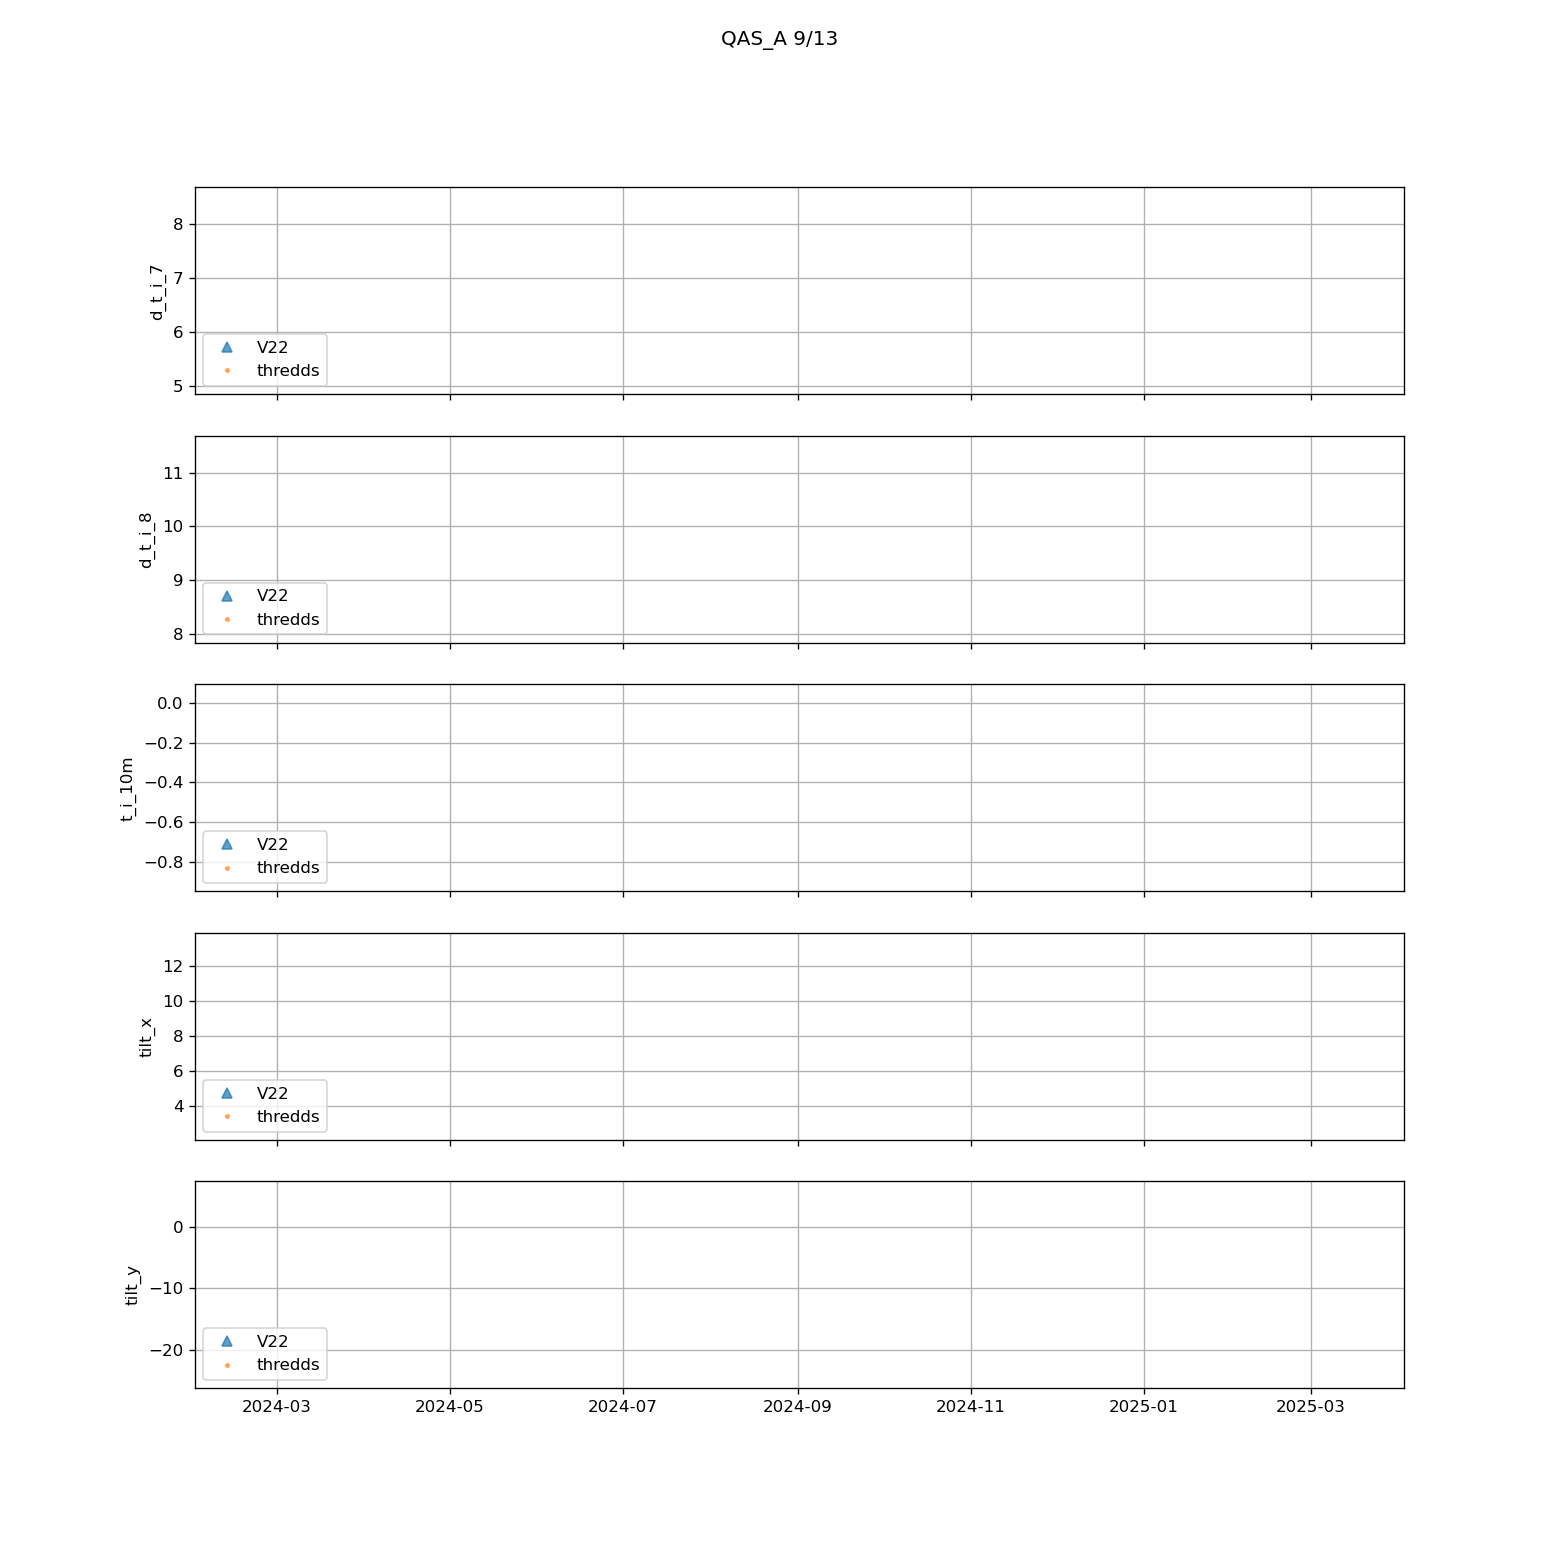 QAS_A 9/13
d_t_i_7
8
7
6
5
V22
thredds
d_t_i_8
11
10
9
8
V22
thredds
t_i_10m
0.0
−0.2
−0.4
−0.6
−0.8
V22
thredds
tilt_x
12
10
8
6
4
V22
thredds
tilt_y
0
−10
−20
V22
thredds
2024-03 2024-05 2024-07 2024-09 2024-11 2025-01 2025-03